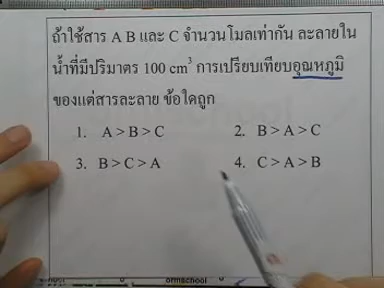 ถ้าใช้สาร A B และ C จำนวนโมลเท่ากัน ละลายใน
น้ำที่มีปริมาตร 100 cm³ การเปรียบเทียบอุณหภูมิ
ของแต่สารละลาย ข้อใดถูก
1. A > B > C 2. B > A > C
3. B > C > A 4. C > A > B